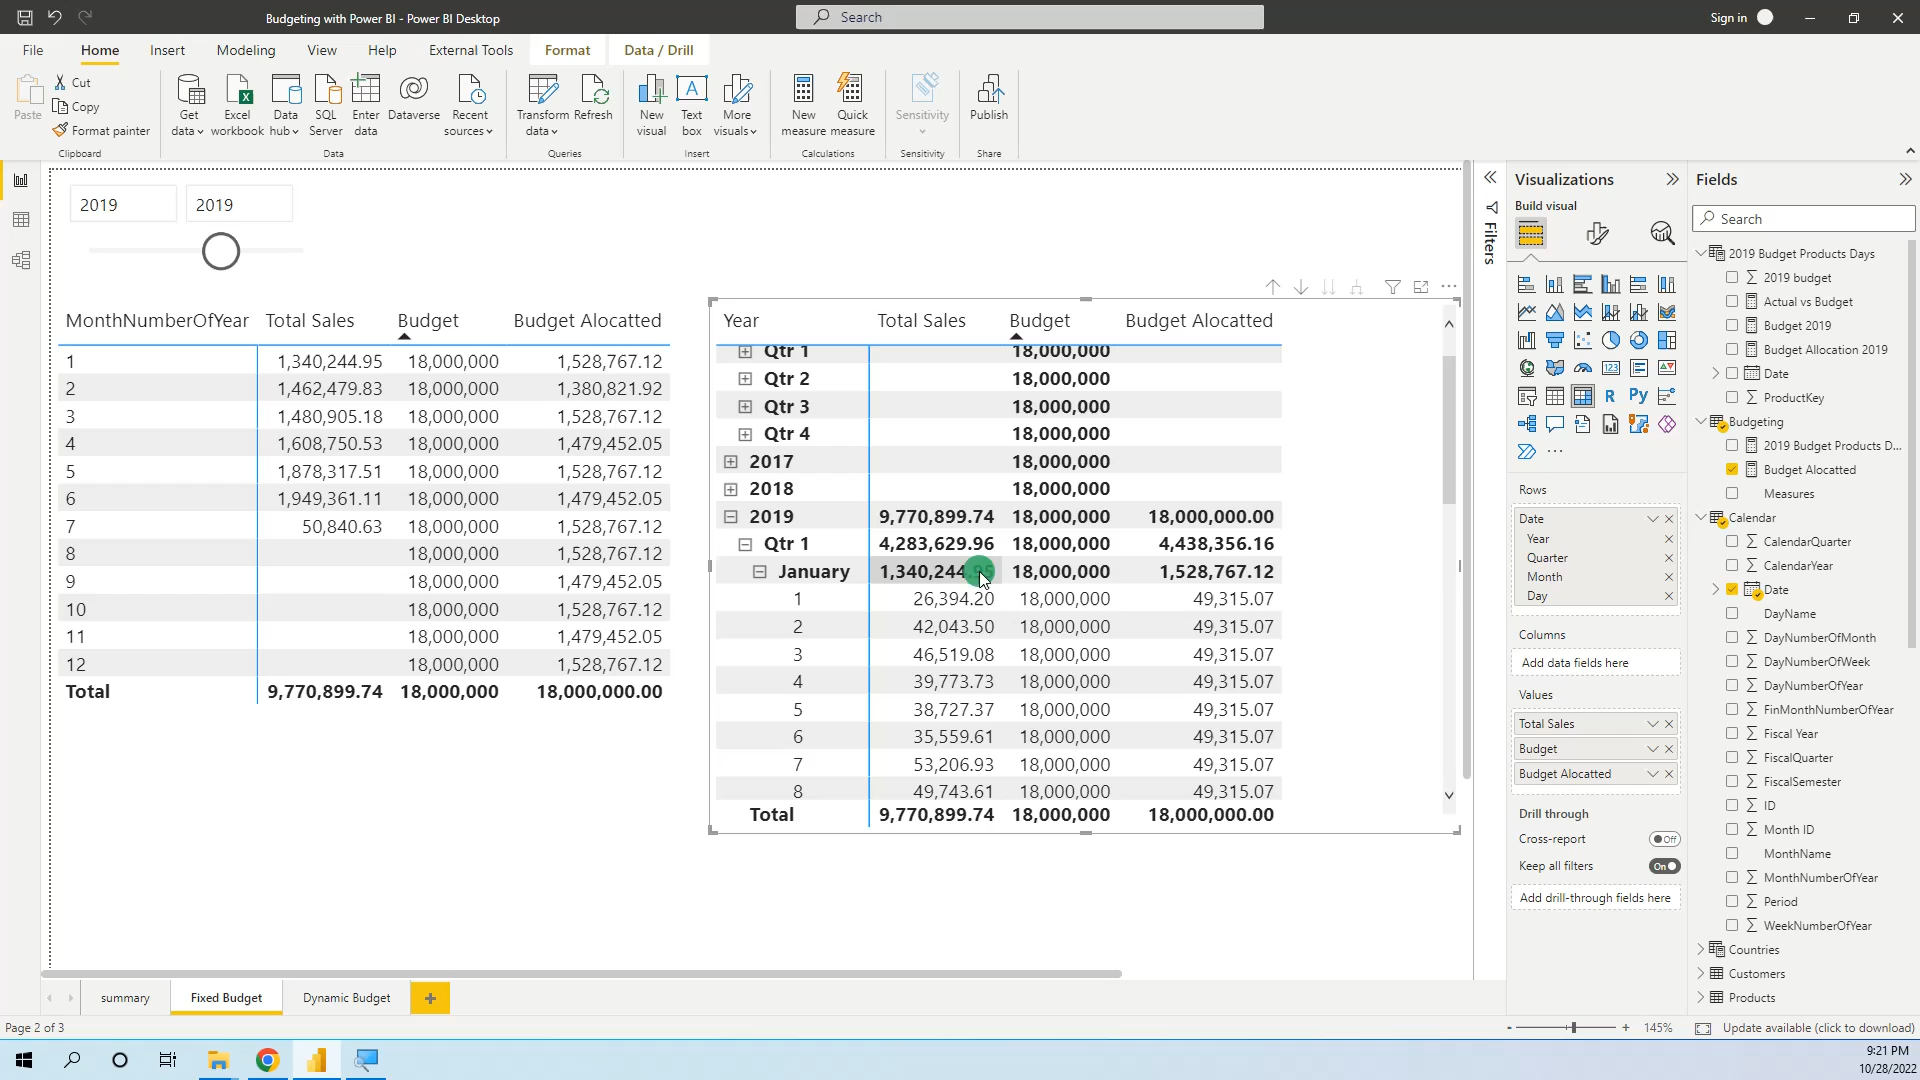 Budgeting with Power BI - Power BI Desktop
Search
Sign in
File Home Insert Modeling View Help External Tools Format Data / Drill
Paste
Cut
Copy
Format painter
Clipboard
Get data
Excel workbook
Data hub
SQL Server
Enter data
Dataverse
Recent sources
Data
Transform data
Refresh
Queries
New visual
Text box
More visuals
Insert
New measure
Quick measure
Calculations
Sensitivity
Sensitivity
Publish
Share
2019 2019
MonthNumberOfYear Total Sales Budget Budget Alocatted
1 1,340,244.95 18,000,000 1,528,767.12
2 1,462,479.83 18,000,000 1,380,821.92
3 1,480,905.18 18,000,000 1,528,767.12
4 1,608,750.53 18,000,000 1,479,452.05
5 1,878,317.51 18,000,000 1,528,767.12
6 1,949,361.11 18,000,000 1,479,452.05
7 50,840.63 18,000,000 1,528,767.12
8 18,000,000 1,528,767.12
9 18,000,000 1,479,452.05
10 18,000,000 1,528,767.12
11 18,000,000 1,479,452.05
12 18,000,000 1,528,767.12
Total 9,770,899.74 18,000,000 18,000,000.00
Year Total Sales Budget Budget Alocatted
Qtr 1 18,000,000
Qtr 2 18,000,000
Qtr 3 18,000,000
Qtr 4 18,000,000
2017 18,000,000
2018 18,000,000
2019 9,770,899.74 18,000,000 18,000,000.00
Qtr 1 4,283,629.96 18,000,000 4,438,356.16
January 1,340,244.95 18,000,000 1,528,767.12
1 26,394.20 18,000,000 49,315.07
2 42,043.50 18,000,000 49,315.07
3 46,519.08 18,000,000 49,315.07
4 39,773.73 18,000,000 49,315.07
5 38,727.37 18,000,000 49,315.07
6 35,559.61 18,000,000 49,315.07
7 53,206.93 18,000,000 49,315.07
8 49,743.61 18,000,000 49,315.07
Total 9,770,899.74 18,000,000 18,000,000.00
Filters
Visualizations
Build visual
123
R Py
Rows
Date
Year
Quarter
Month
Day
Columns
Add data fields here
Values
Total Sales
Budget
Budget Alocatted
Drill through
Cross-report Off
Keep all filters On
Add drill-through fields here
Fields
Search
2019 Budget Products Days
2019 budget
Actual vs Budget
Budget 2019
Budget Allocation 2019
Date
ProductKey
Budgeting
2019 Budget Products D...
Budget Alocatted
Measures
Calendar
CalendarQuarter
CalendarYear
Date
DayName
DayNumberOfMonth
DayNumberOfWeek
DayNumberOfYear
FinMonthNumberOfYear
Fiscal Year
FiscalQuarter
FiscalSemester
ID
Month ID
MonthName
MonthNumberOfYear
Period
WeekNumberOfYear
Countries
Customers
Products
summary Fixed Budget Dynamic Budget
Page 2 of 3
145%
Update available (click to download)
9:21 PM
10/28/2022